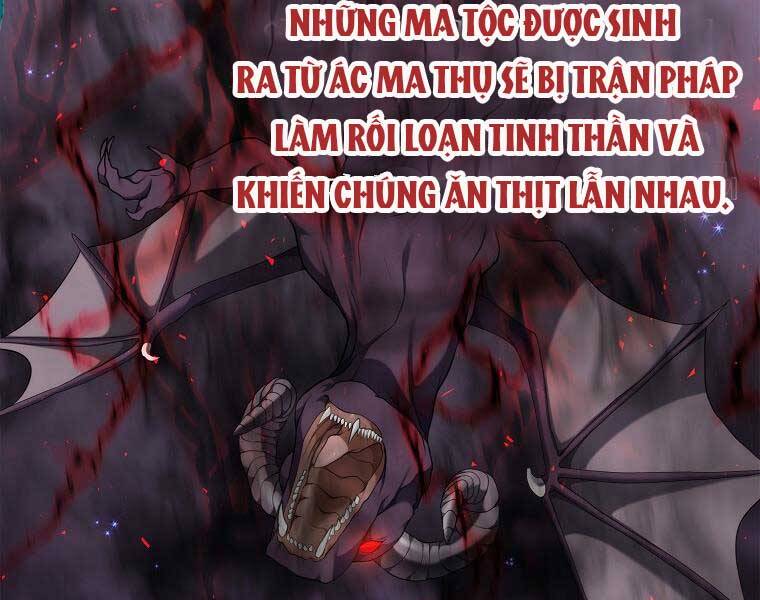 NHỮNG MA TỘC ĐƯỢC SINH
RA TỪ ÁC MA THỤ SẼ BỊ TRẬN PHÁP
LÀM RỐI LOẠN TINH THẦN VÀ
KHIẾN CHÚNG ĂN THỊT LẪN NHAU.